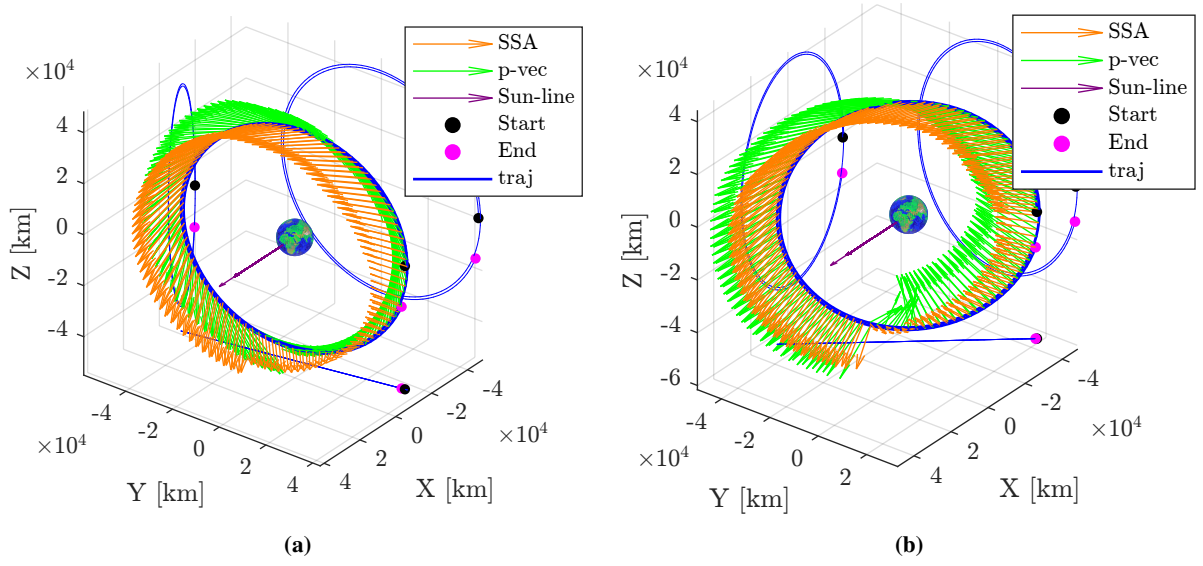 SSA
p-vec
Sun-line
Start
End
traj
×10⁴
4
2
0
-2
-4
Z [km]
-4
-2
0
2
4
×10⁴
Y [km]
-4
-2
0
2
4
×10⁴
X [km]
(a)
SSA
p-vec
Sun-line
Start
End
traj
×10⁴
4
2
0
-2
-4
-6
Z [km]
-4
-2
0
2
×10⁴
Y [km]
-4
-2
0
2
4
×10⁴
X [km]
(b)